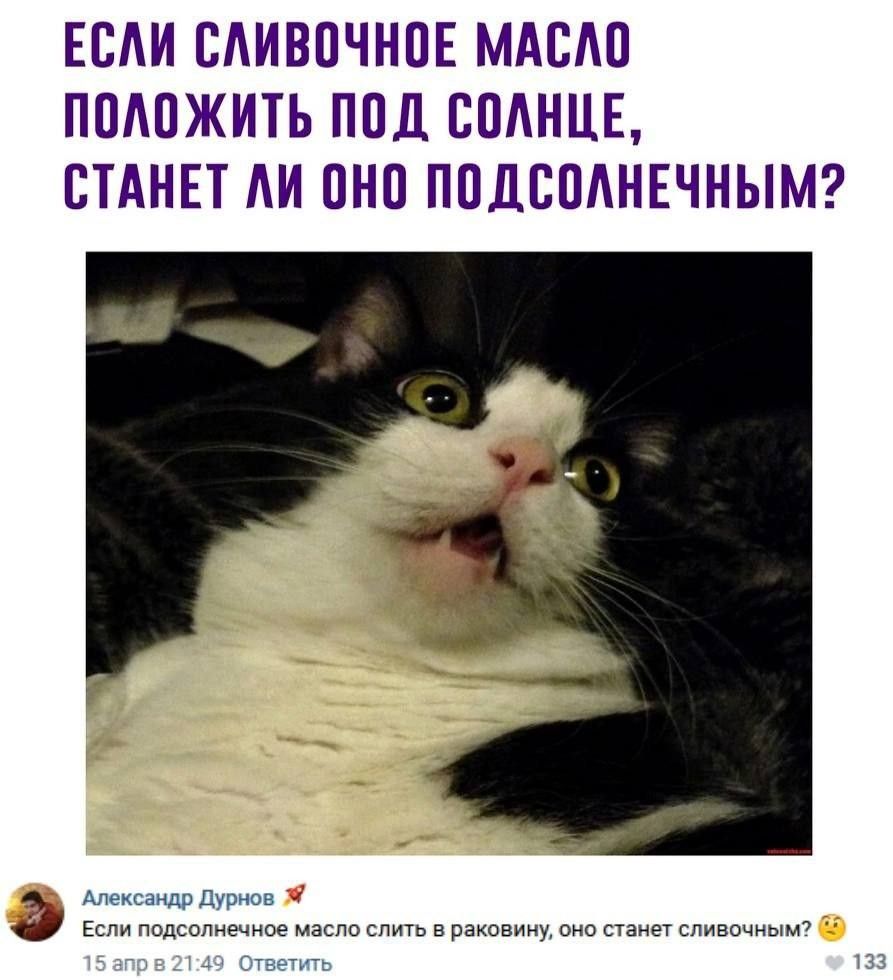 ЕСЛИ СЛИВОЧНОЕ МАСЛО
ПОЛОЖИТЬ ПОД СОЛНЦЕ,
СТАНЕТ ЛИ ОНО ПОДСОЛНЕЧНЫМ?
Александр Дурнов 🚀
Если подсолнечное масло слить в раковину, оно станет сливочным? 🤨
15 апр в 21:49 Ответить 133